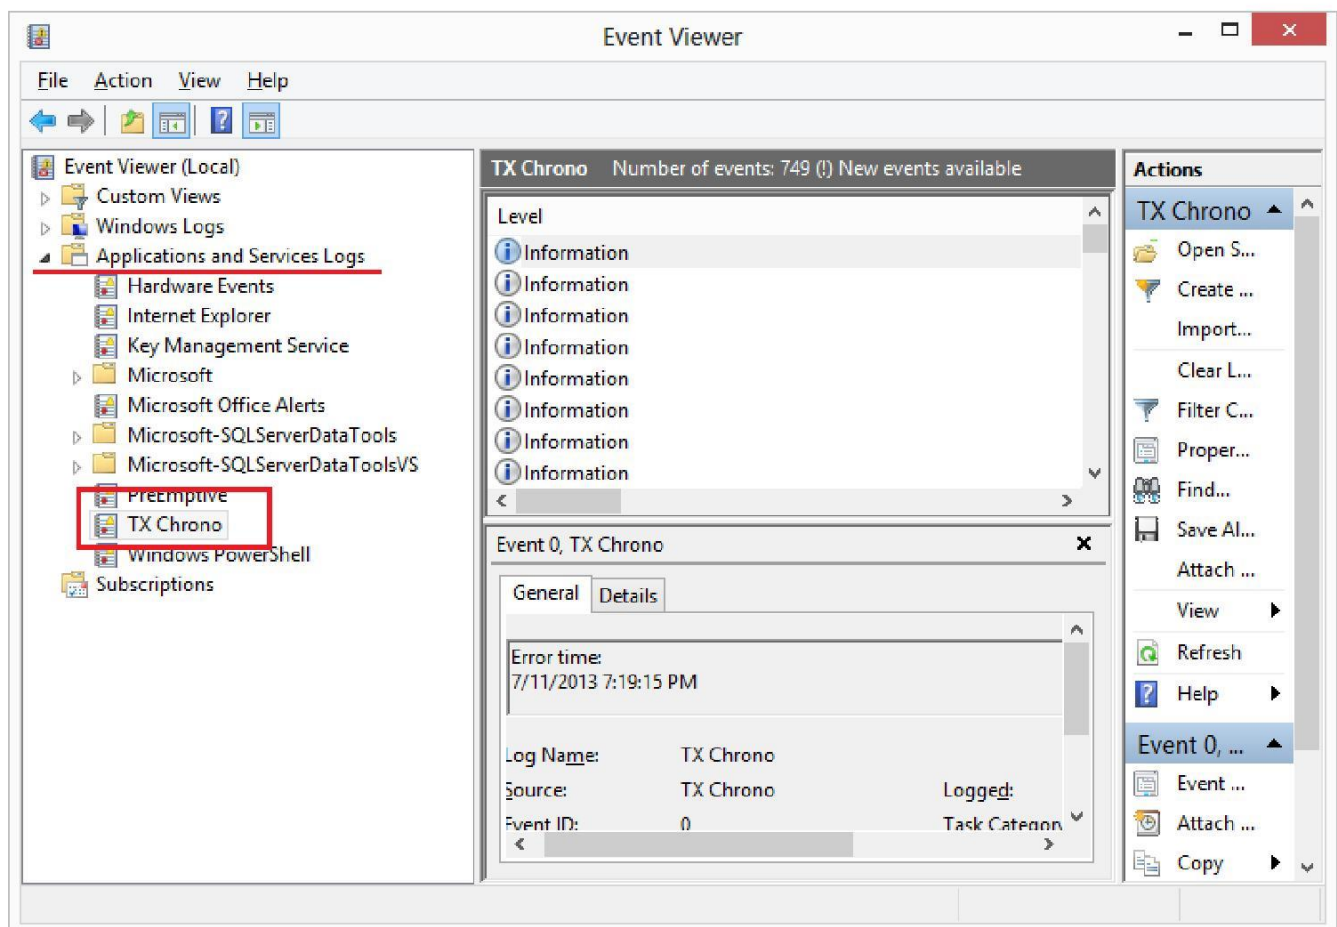 Event Viewer
File Action View Help
Event Viewer (Local)
Custom Views
Windows Logs
Applications and Services Logs
Hardware Events
Internet Explorer
Key Management Service
Microsoft
Microsoft Office Alerts
Microsoft-SQLServerDataTools
Microsoft-SQLServerDataToolsVS
PreEmptive
TX Chrono
Windows PowerShell
Subscriptions
TX Chrono Number of events: 749 (!) New events available
Level
Information
Information
Information
Information
Information
Information
Information
Information
Event 0, TX Chrono
General Details
Error time:
7/11/2013 7:19:15 PM
Log Name: TX Chrono
Source: TX Chrono Logged:
Event ID: 0 Task Categor
Actions
TX Chrono
Open S...
Create ...
Import...
Clear L...
Filter C...
Proper...
Find...
Save Al...
Attach ...
View
Refresh
Help
Event 0, ...
Event ...
Attach ...
Copy